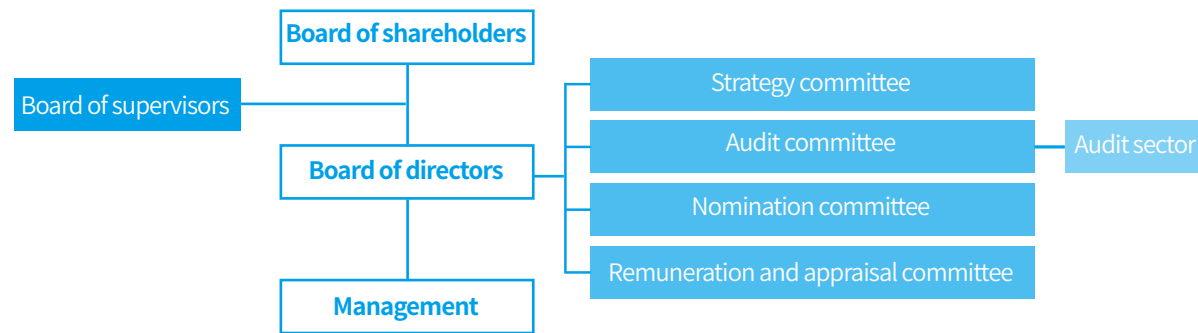 Board of shareholders
Board of supervisors
Board of directors
Management
Strategy committee
Audit committee
Audit sector
Nomination committee
Remuneration and appraisal committee